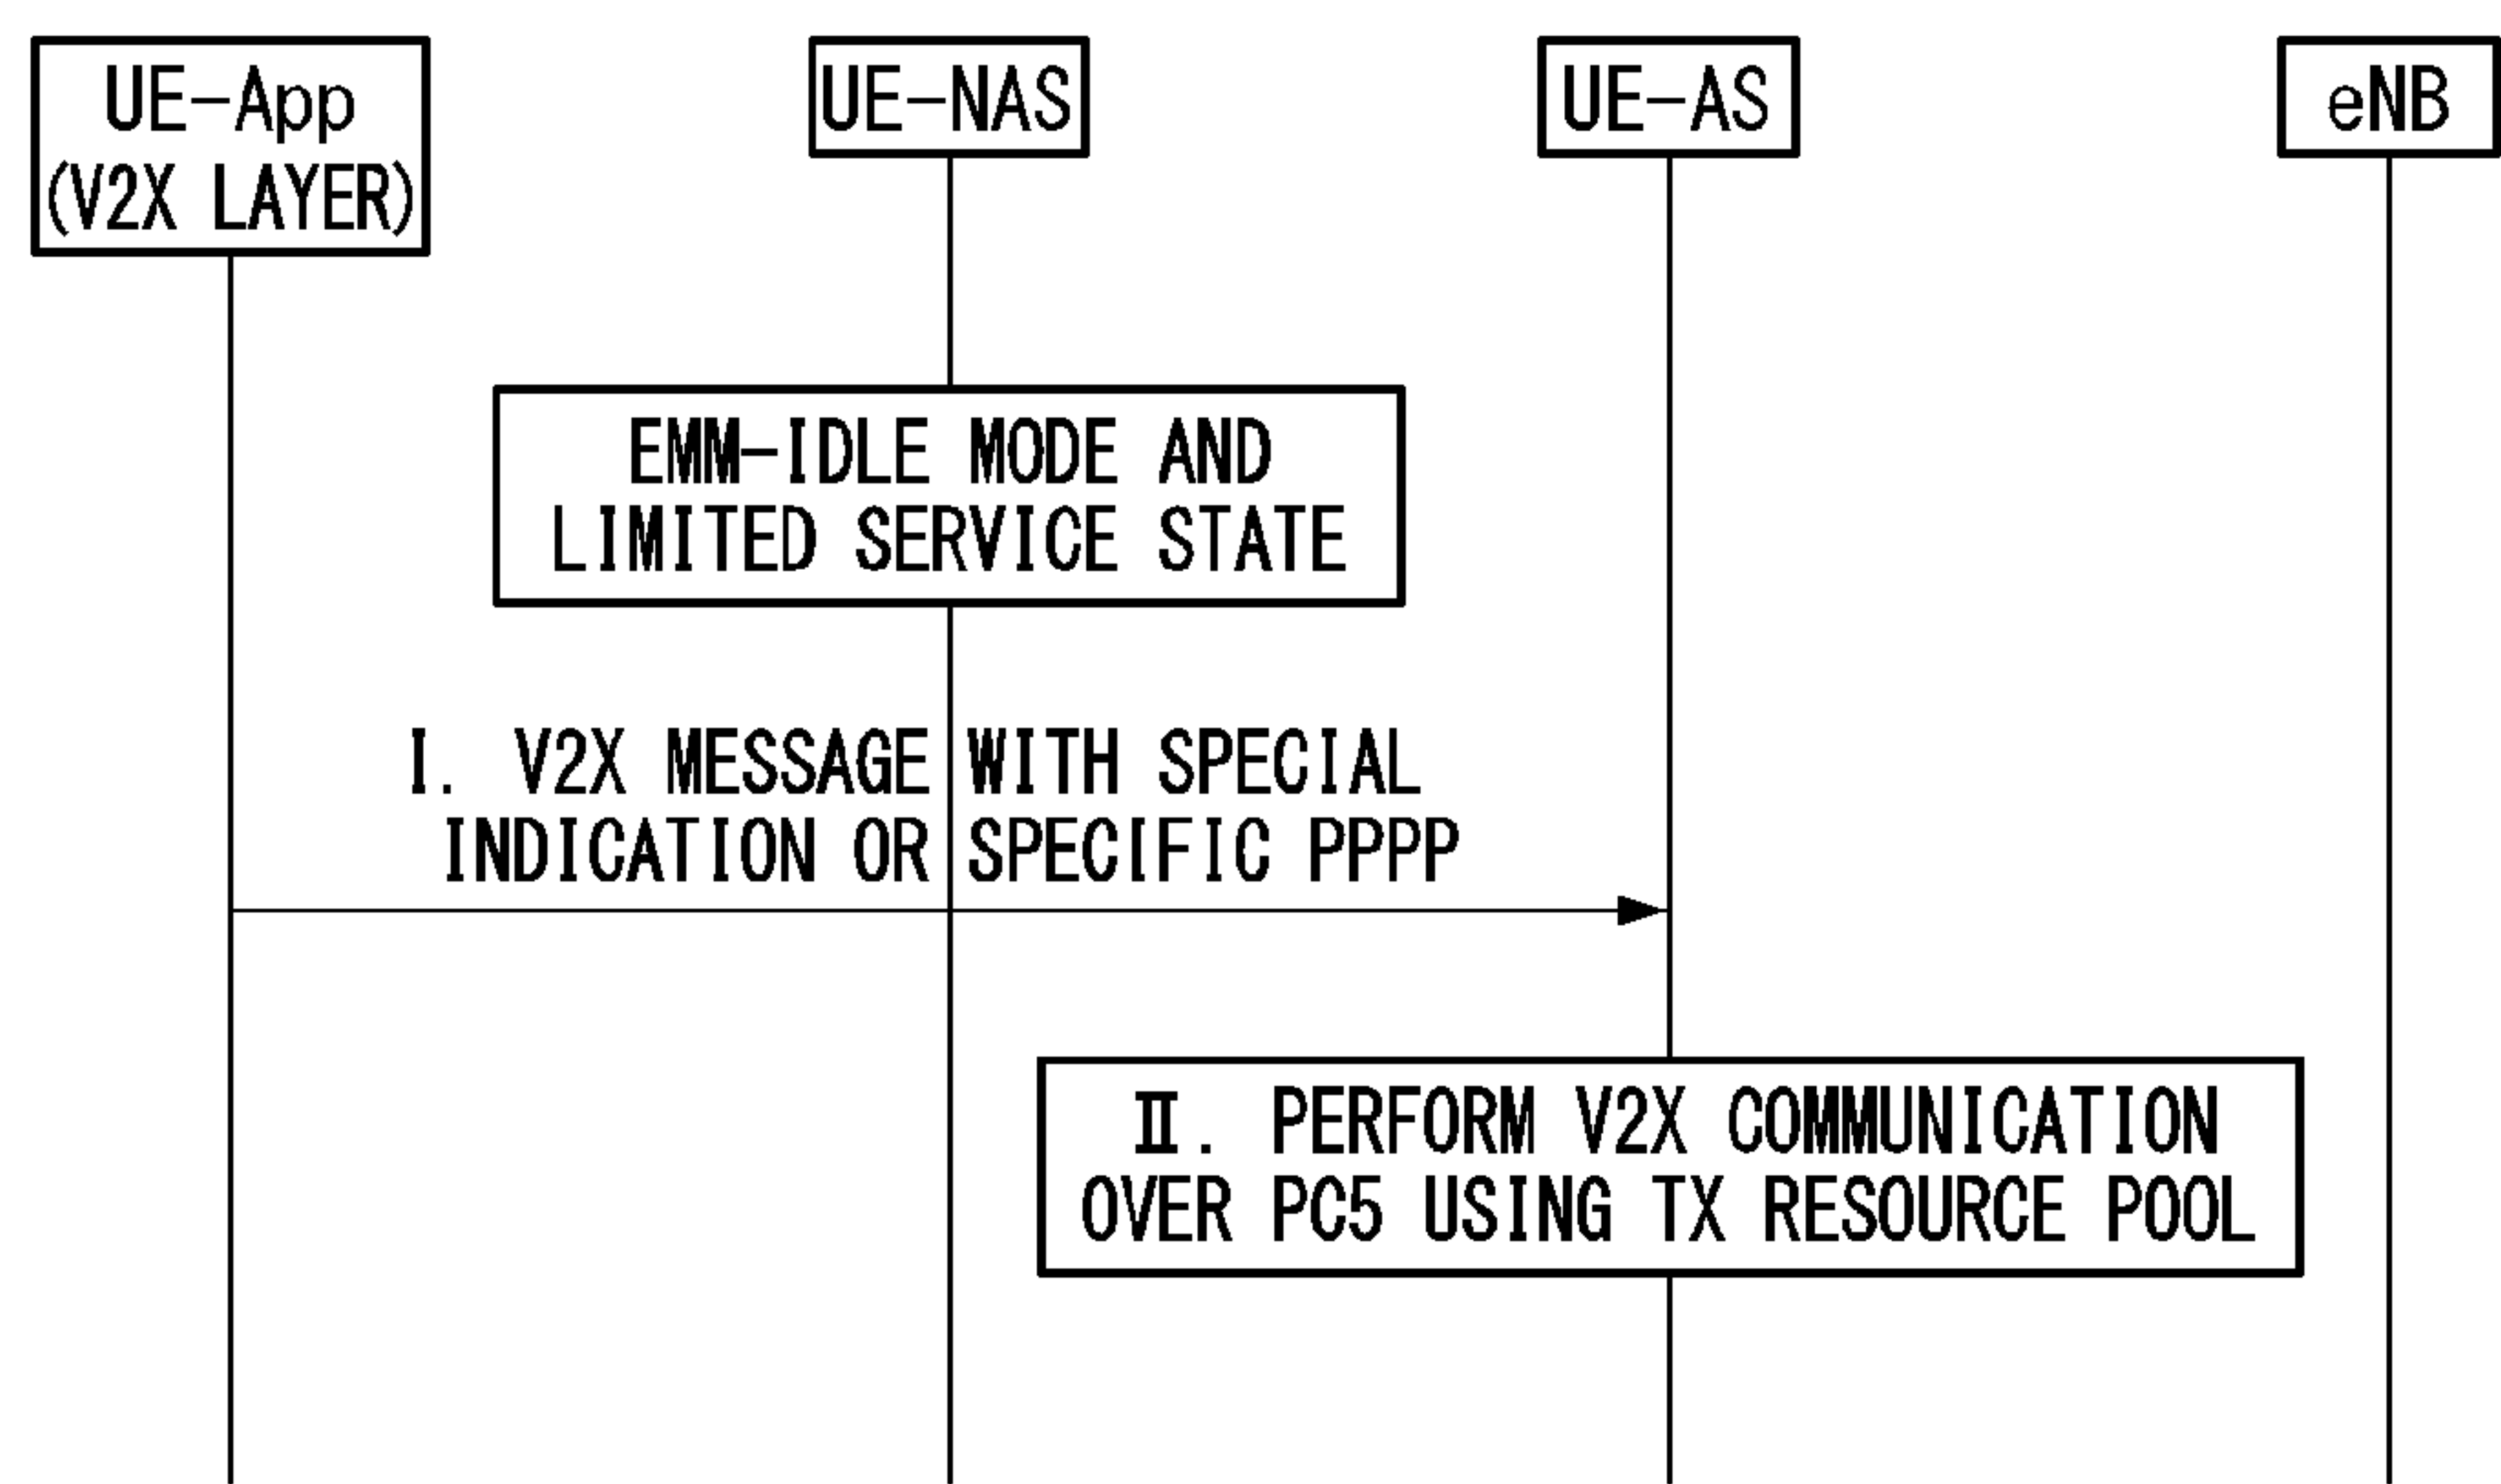 UE-App
(V2X LAYER)
UE-NAS
UE-AS
eNB
EMM-IDLE MODE AND
LIMITED SERVICE STATE
I. V2X MESSAGE WITH SPECIAL
INDICATION OR SPECIFIC PPPP
II. PERFORM V2X COMMUNICATION
OVER PC5 USING TX RESOURCE POOL